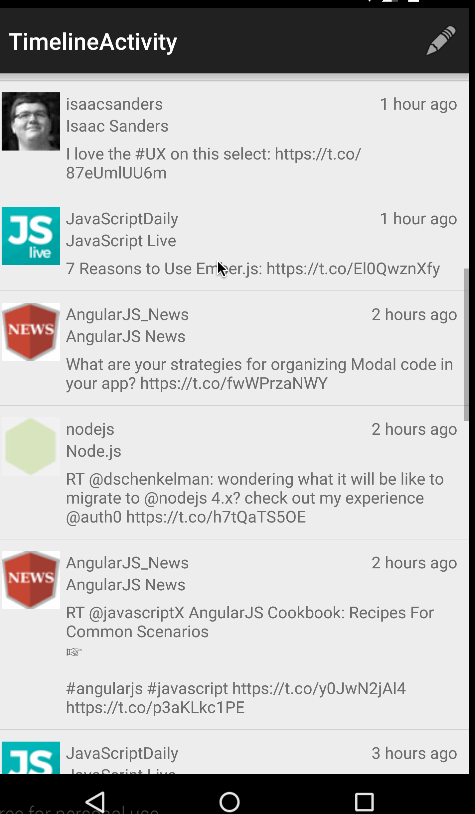 TimelineActivity
isaacsanders 1 hour ago
Isaac Sanders
I love the #UX on this select: https://t.co/
87eUmlUU6m
JS
live
JavaScriptDaily 1 hour ago
JavaScript Live
7 Reasons to Use Ember.js: https://t.co/El0QwznXfy
NEWS
AngularJS_News 2 hours ago
AngularJS News
What are your strategies for organizing Modal code in
your app? https://t.co/fwWPrzaNWY
nodejs 2 hours ago
Node.js
RT @dschenkelman: wondering what it will be like to
migrate to @nodejs 4.x? check out my experience
@auth0 https://t.co/h7tQaTS5OE
NEWS
AngularJS_News 2 hours ago
AngularJS News
RT @javascriptX AngularJS Cookbook: Recipes For
Common Scenarios
☞
#angularjs #javascript https://t.co/y0JwN2jAl4
https://t.co/p3aKLkc1PE
JS
JavaScriptDaily 3 hours ago
JavaScript Live
for personal use